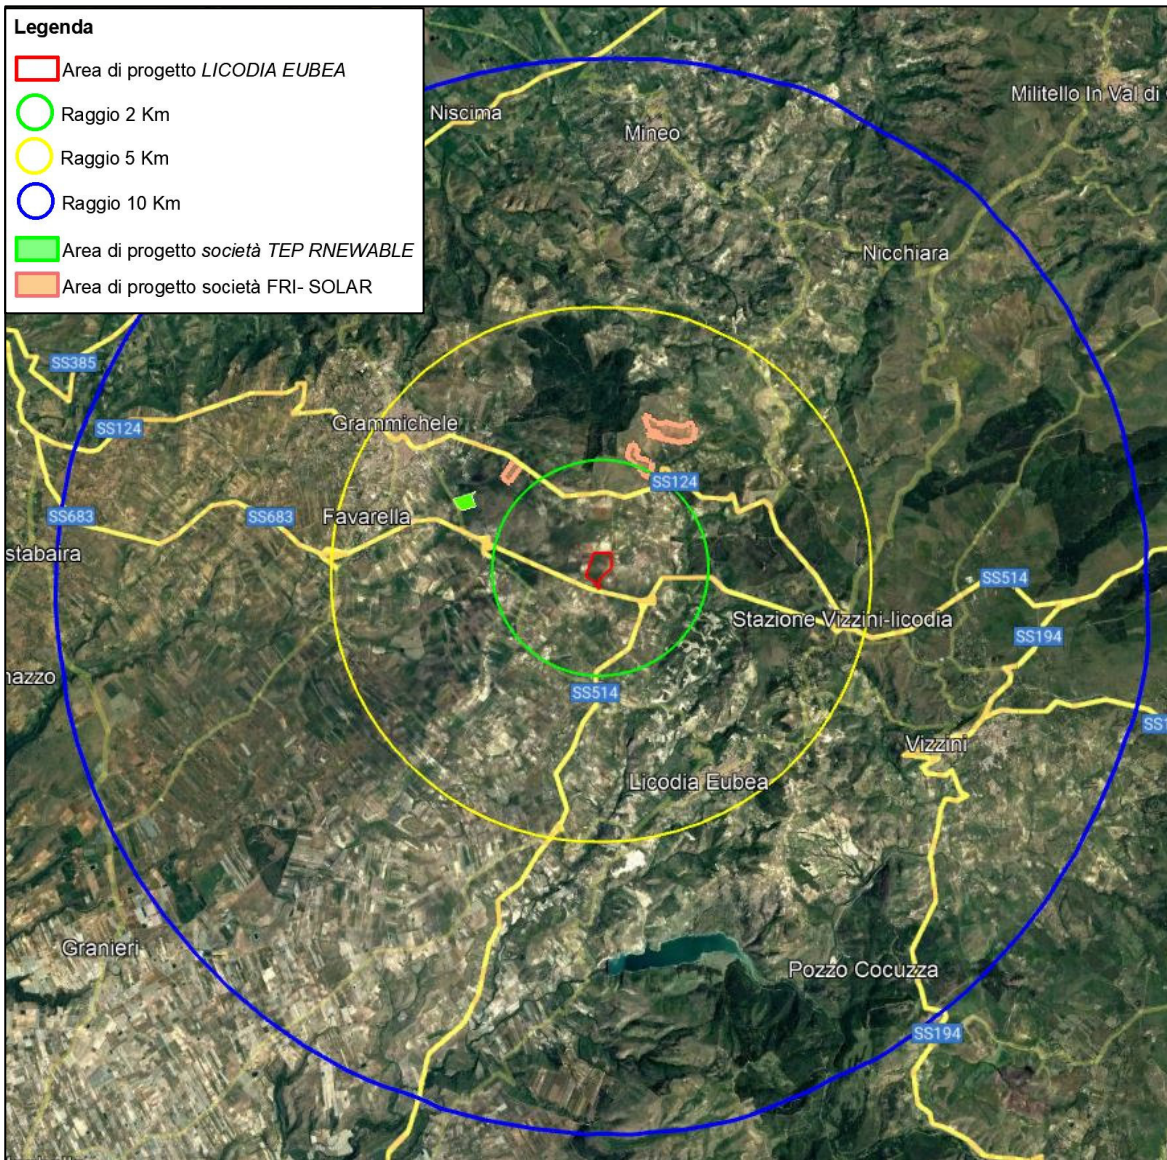 Legenda
Area di progetto LICODIA EUBEA
Raggio 2 Km
Raggio 5 Km
Raggio 10 Km
Area di progetto società TEP RNEWABLE
Area di progetto società FRI- SOLAR
Militello In Val di
Niscima
Mineo
Nicchiara
SS385
SS124
Grammichele
SS124
SS683
SS683
Favarella
stabaira
SS514
Stazione Vizzini-licodia
SS194
nazzo
SS514
SS1
Vizzini
Licodia Eubea
Granieri
Pozzo Cocuzza
SS194